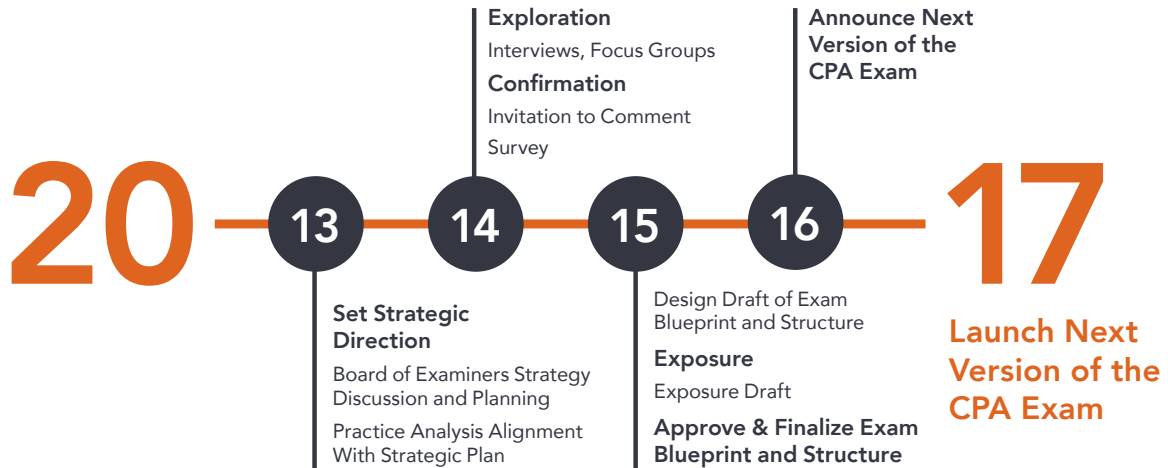 Exploration
Interviews, Focus Groups
Confirmation
Invitation to Comment
Survey
Announce Next
Version of the
CPA Exam
20
13
14
15
16
17
Set Strategic
Direction
Board of Examiners Strategy
Discussion and Planning
Practice Analysis Alignment
With Strategic Plan
Design Draft of Exam
Blueprint and Structure
Exposure
Exposure Draft
Approve & Finalize Exam
Blueprint and Structure
Launch Next
Version of the
CPA Exam